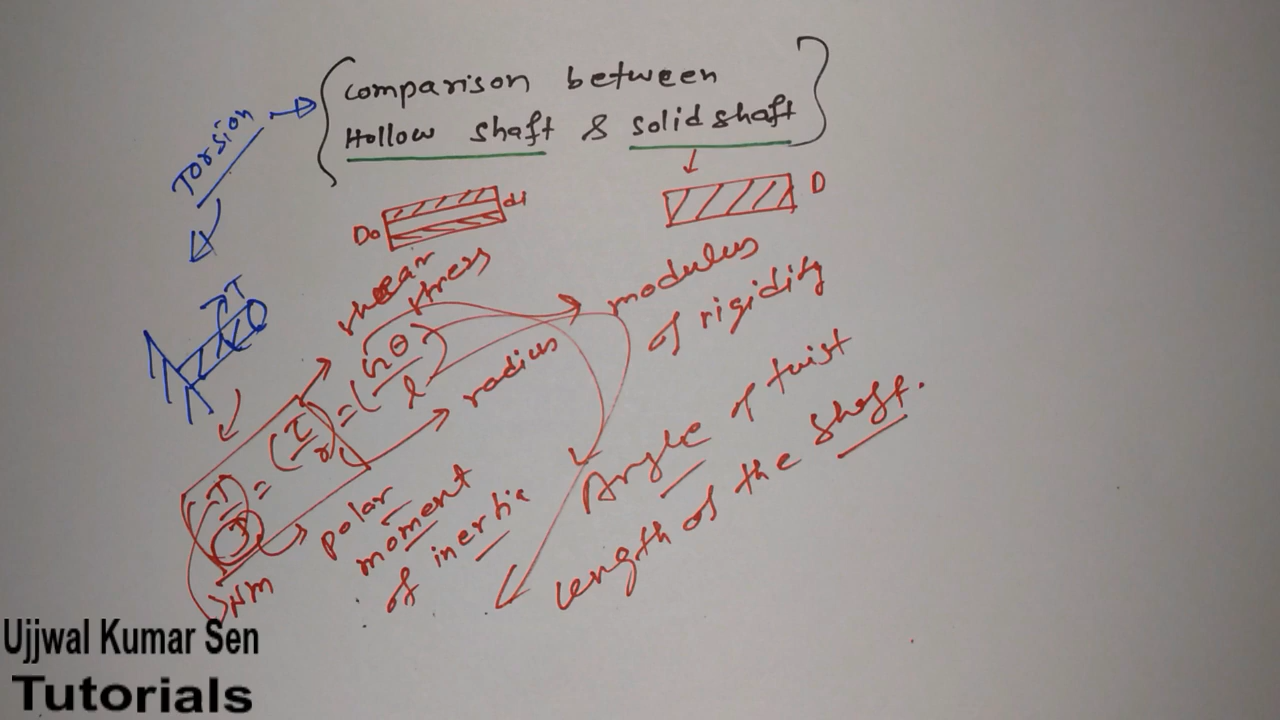 Comparison between
Hollow shaft & solid shaft
Torsion
Do
di
D
T
shear
stress
modulus
of rigidity
T/J = (τ/r) = (Gθ/l)
radius
Angle of twist
length of the shaft.
polar
moment
of inertia
NM
Ujjwal Kumar Sen
Tutorials